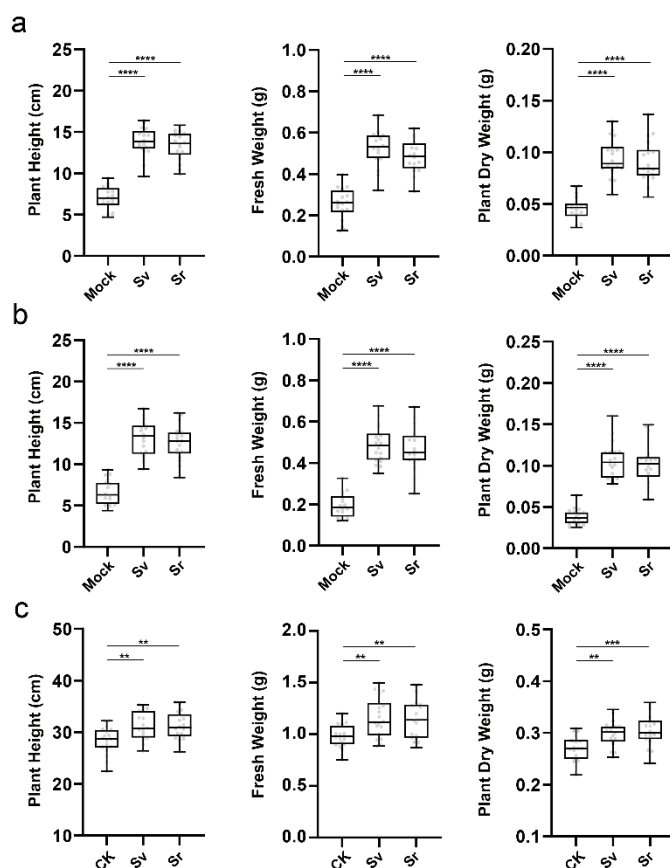 a
Plant Height (cm)
25
20
15
10
5
0
****
****
Mock
Sv
Sr
Fresh Weight (g)
1.0
0.8
0.6
0.4
0.2
0.0
****
****
Mock
Sv
Sr
Plant Dry Weight (g)
0.20
0.15
0.10
0.05
0.00
****
****
Mock
Sv
Sr
b
Plant Height (cm)
25
20
15
10
5
0
****
****
Mock
Sv
Sr
Fresh Weight (g)
1.0
0.8
0.6
0.4
0.2
0.0
****
****
Mock
Sv
Sr
Plant Dry Weight (g)
0.25
0.20
0.15
0.10
0.05
0.00
****
****
Mock
Sv
Sr
c
Plant Height (cm)
50
40
30
20
10
**
**
CK
Sv
Sr
Fresh Weight (g)
2.0
1.5
1.0
0.5
0.0
**
**
CK
Sv
Sr
Plant Dry Weight (g)
0.5
0.4
0.3
0.2
0.1
***
**
CK
Sv
Sr